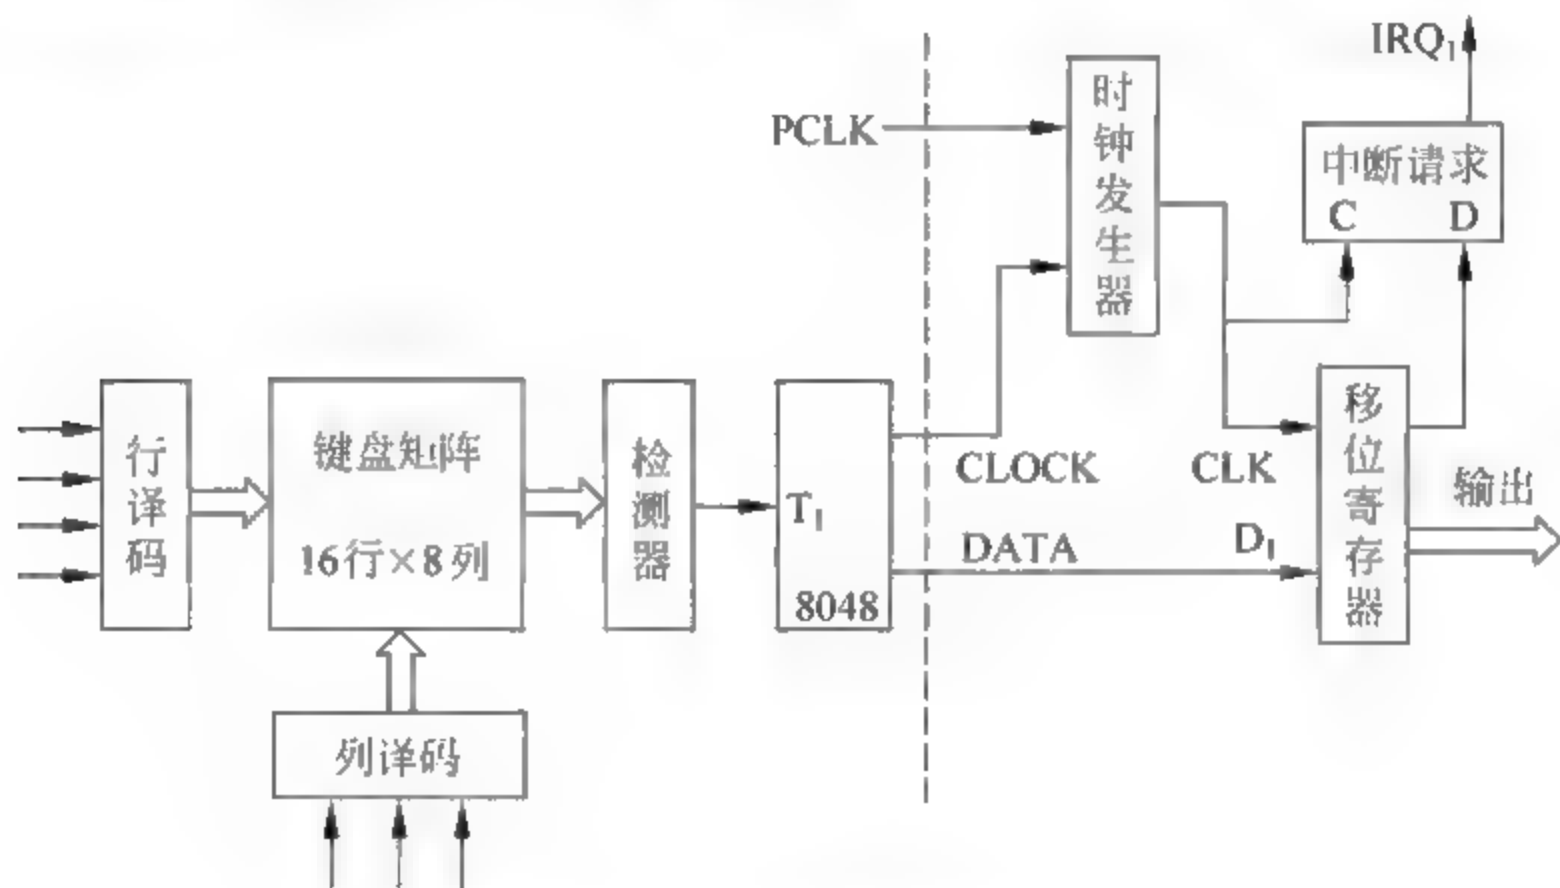 IRQ₁
PCLK
时钟发生器
中断请求
C D
行译码
键盘矩阵
16行×8列
检测器
T₁
8048
CLOCK
DATA
CLK
D₁
移位寄存器
输出
列译码